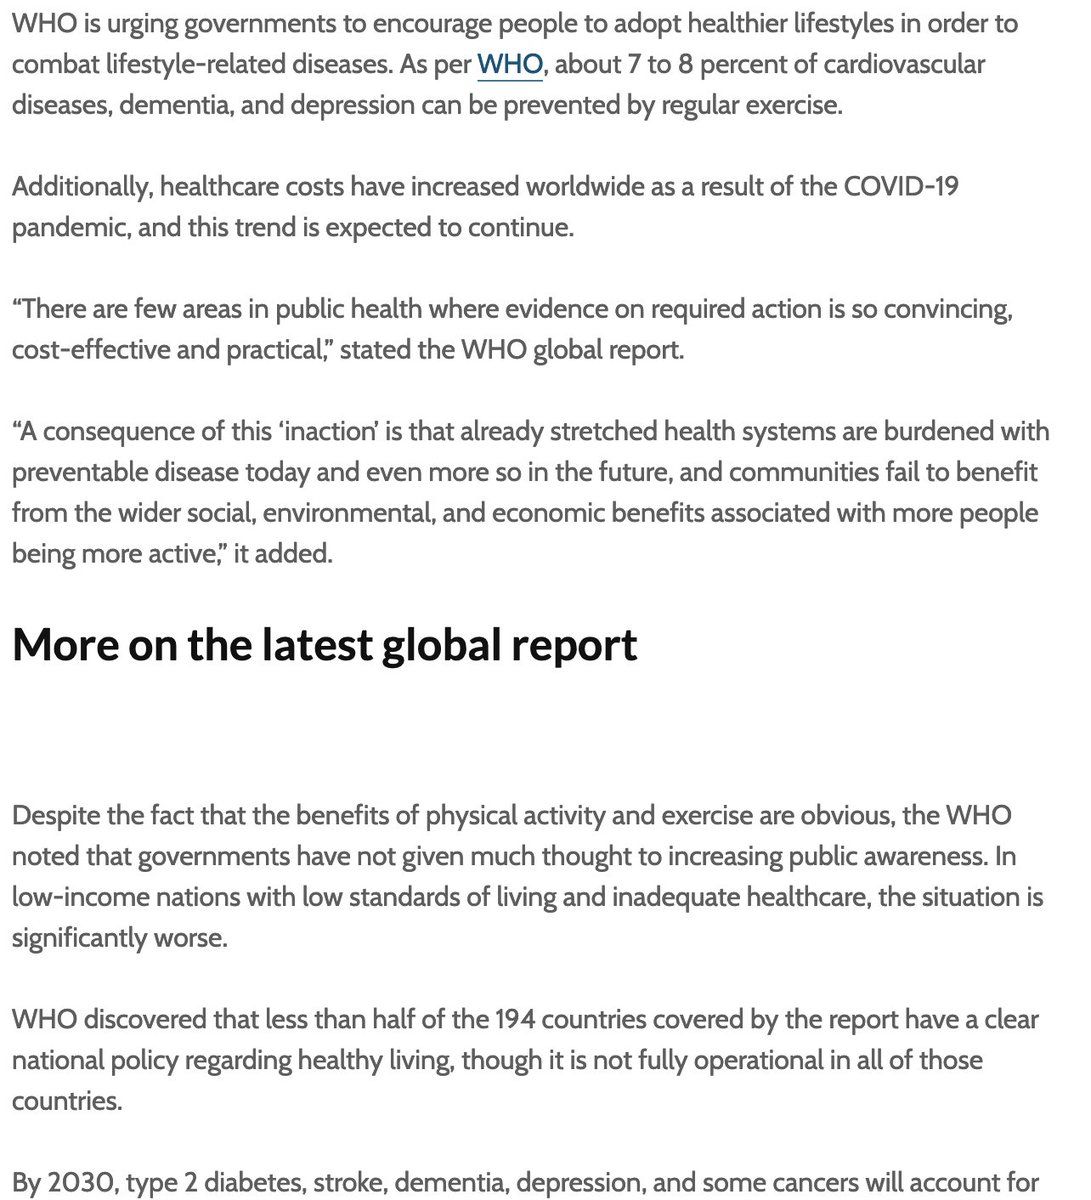 WHO is urging governments to encourage people to adopt healthier lifestyles in order to
combat lifestyle-related diseases. As per WHO, about 7 to 8 percent of cardiovascular
diseases, dementia, and depression can be prevented by regular exercise.
Additionally, healthcare costs have increased worldwide as a result of the COVID-19
pandemic, and this trend is expected to continue.
“There are few areas in public health where evidence on required action is so convincing,
cost-effective and practical,” stated the WHO global report.
“A consequence of this ‘inaction’ is that already stretched health systems are burdened with
preventable disease today and even more so in the future, and communities fail to benefit
from the wider social, environmental, and economic benefits associated with more people
being more active,” it added.
More on the latest global report
Despite the fact that the benefits of physical activity and exercise are obvious, the WHO
noted that governments have not given much thought to increasing public awareness. In
low-income nations with low standards of living and inadequate healthcare, the situation is
significantly worse.
WHO discovered that less than half of the 194 countries covered by the report have a clear
national policy regarding healthy living, though it is not fully operational in all of those
countries.
By 2030, type 2 diabetes, stroke, dementia, depression, and some cancers will account for